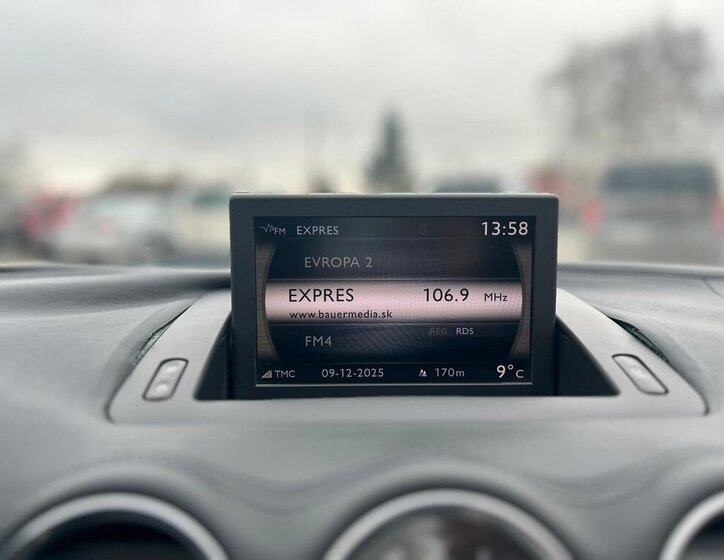 FM EXPRES 13:58
EVROPA 2
EXPRES 106.9 MHz
www.bauermedia.sk
REG RDS
FM4
TMC 09-12-2025 170m 9°C